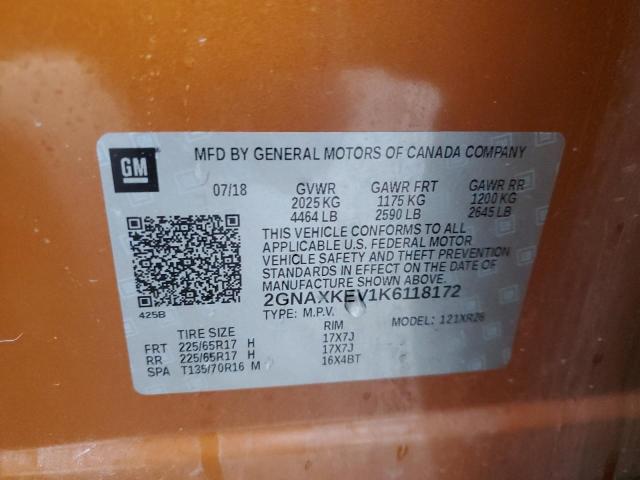 GM
MFD BY GENERAL MOTORS OF CANADA COMPANY
07/18 GVWR GAWR FRT GAWR RR
2025 KG 1175 KG 1200 KG
4464 LB 2590 LB 2645 LB
THIS VEHICLE CONFORMS TO ALL
APPLICABLE U.S. FEDERAL MOTOR
VEHICLE SAFETY AND THEFT PREVENTION
STANDARDS IN EFFECT ON THE DATE OF
MANUFACTURE SHOWN ABOVE.
425B
2GNAXKEV1K6118172
TYPE: M.P.V. MODEL: 121XR26
TIRE SIZE RIM
FRT 225/65R17 H 17X7J
RR 225/65R17 H 17X7J
SPA T135/70R16 M 16X4BT